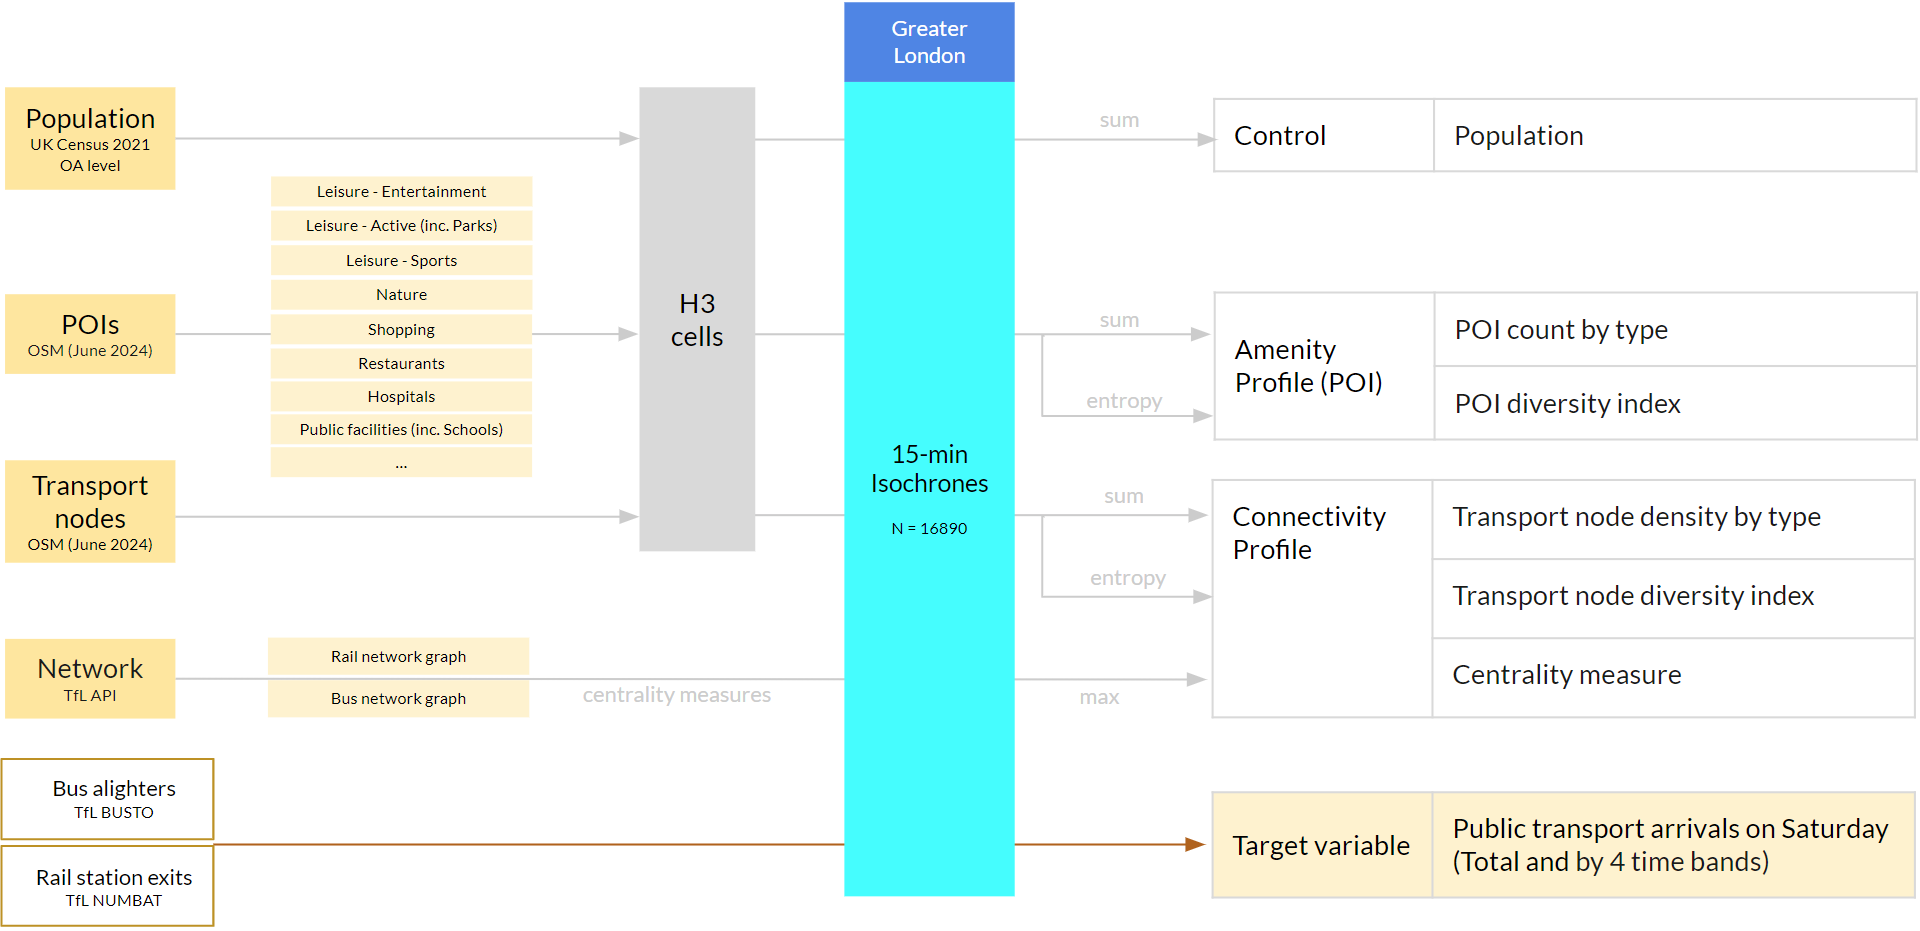 Greater
London
Population
UK Census 2021
OA level
sum
Control
Population
Leisure - Entertainment
Leisure - Active (inc. Parks)
Leisure - Sports
Nature
Shopping
Restaurants
Hospitals
Public facilities (inc. Schools)
...
POIs
OSM (June 2024)
H3
cells
sum
entropy
Amenity
Profile (POI)
POI count by type
POI diversity index
15-min
Isochrones
N = 16890
Transport
nodes
OSM (June 2024)
sum
entropy
Connectivity
Profile
Transport node density by type
Transport node diversity index
Centrality measure
Network
TfL API
Rail network graph
Bus network graph
centrality measures
max
Bus alighters
TfL BUSTO
Rail station exits
TfL NUMBAT
Target variable
Public transport arrivals on Saturday
(Total and by 4 time bands)